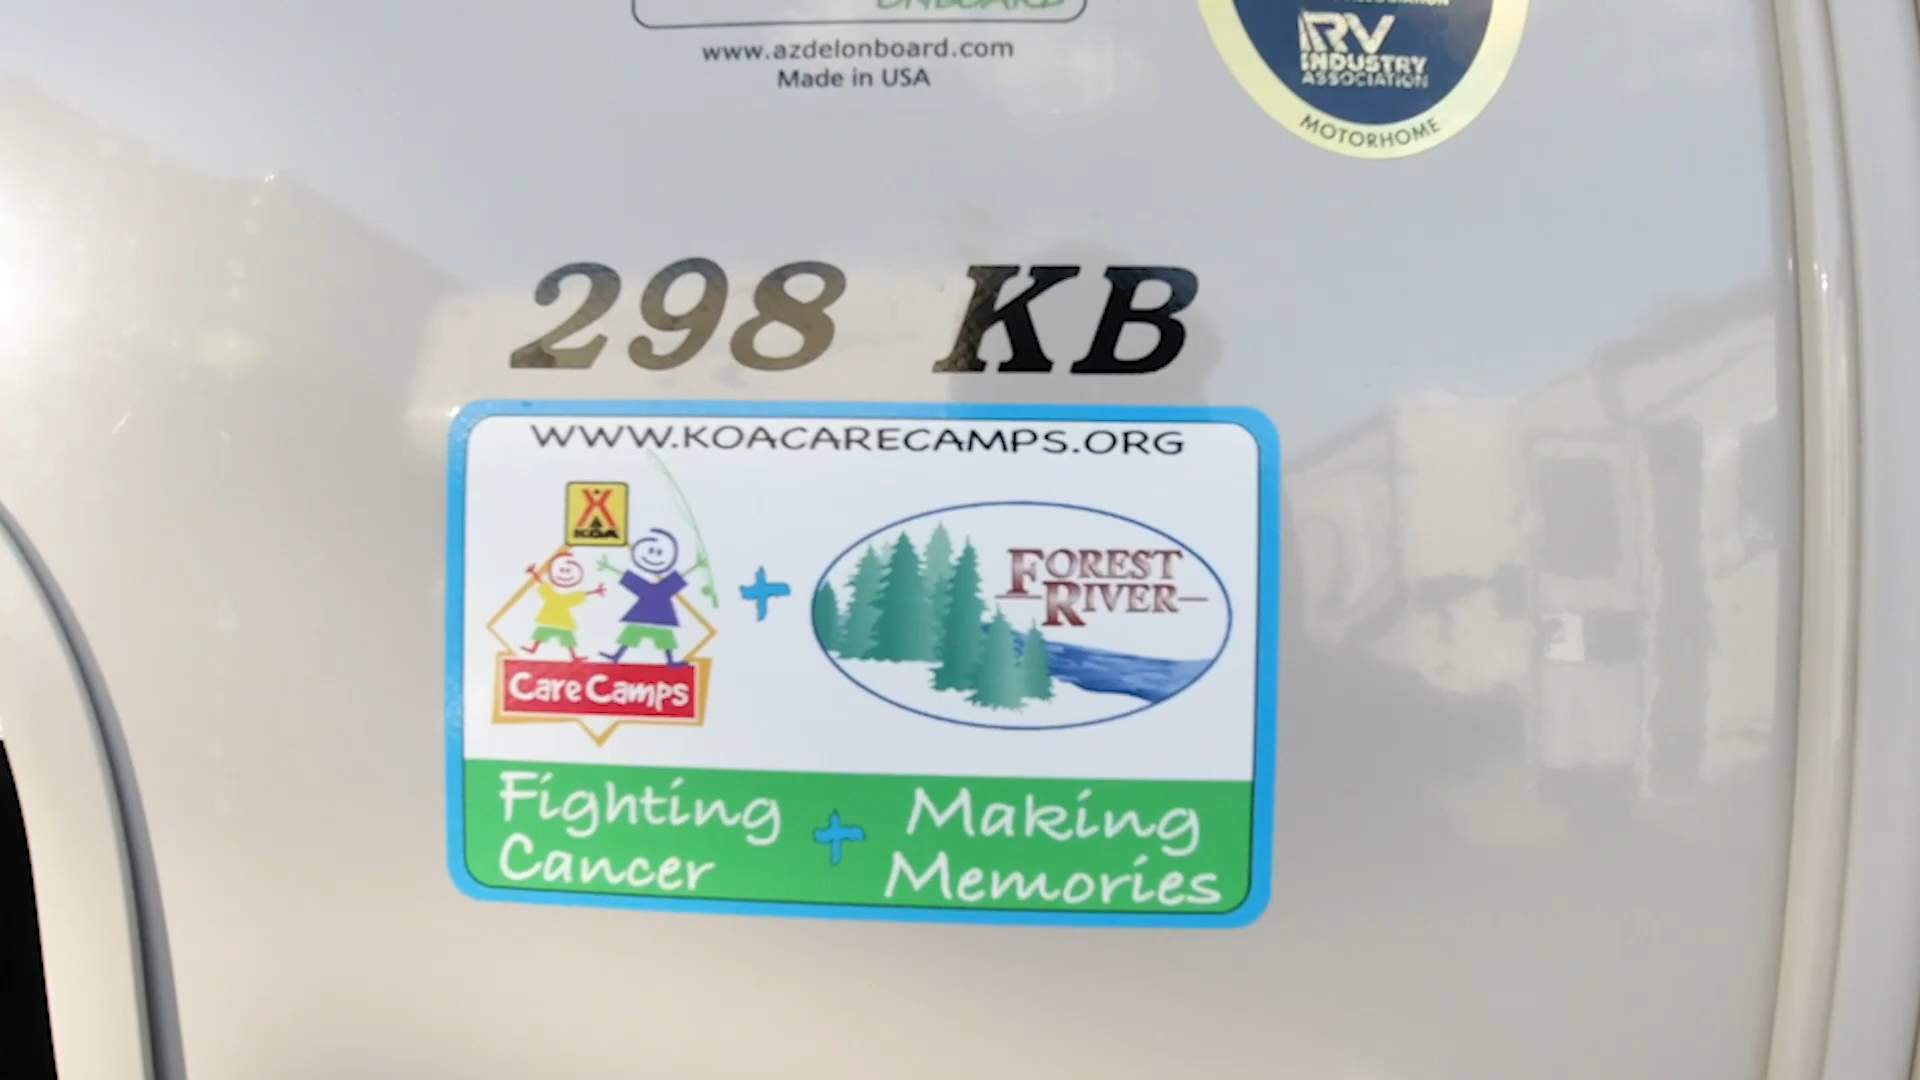 ONBOARD
www.azdelonboard.com
Made in USA
RV
INDUSTRY
ASSOCIATION
MOTORHOME
298 KB
WWW.KOACARECAMPS.ORG
KOA
Care Camps
+
FOREST
RIVER
Fighting
Cancer
+
Making
Memories